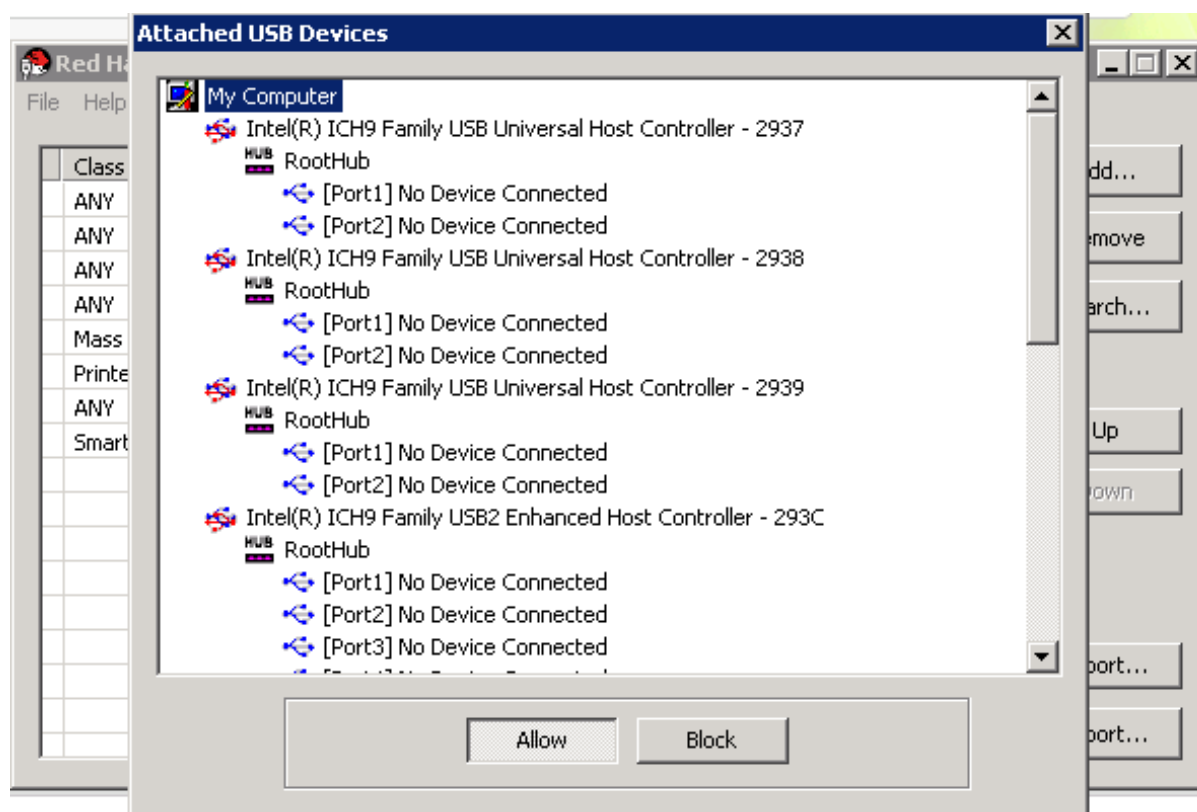 Attached USB Devices
Red Ha
File Help
My Computer
Intel(R) ICH9 Family USB Universal Host Controller - 2937
HUB RootHub
[Port1] No Device Connected
[Port2] No Device Connected
Intel(R) ICH9 Family USB Universal Host Controller - 2938
HUB RootHub
[Port1] No Device Connected
[Port2] No Device Connected
Intel(R) ICH9 Family USB Universal Host Controller - 2939
HUB RootHub
[Port1] No Device Connected
[Port2] No Device Connected
Intel(R) ICH9 Family USB2 Enhanced Host Controller - 293C
HUB RootHub
[Port1] No Device Connected
[Port2] No Device Connected
[Port3] No Device Connected
Allow Block
Class
ANY
ANY
ANY
ANY
Mass
Printe
ANY
Smart
dd...
emove
arch...
Up
own
port...
port...